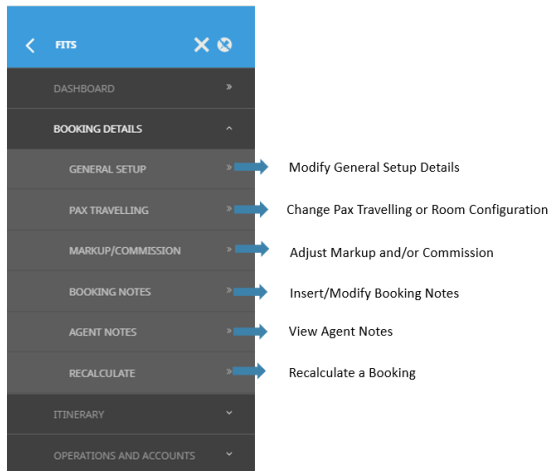 FITS
DASHBOARD
BOOKING DETAILS
GENERAL SETUP Modify General Setup Details
PAX TRAVELLING Change Pax Travelling or Room Configuration
MARKUP/COMMISSION Adjust Markup and/or Commission
BOOKING NOTES Insert/Modify Booking Notes
AGENT NOTES View Agent Notes
RECALCULATE Recalculate a Booking
ITINERARY
OPERATIONS AND ACCOUNTS